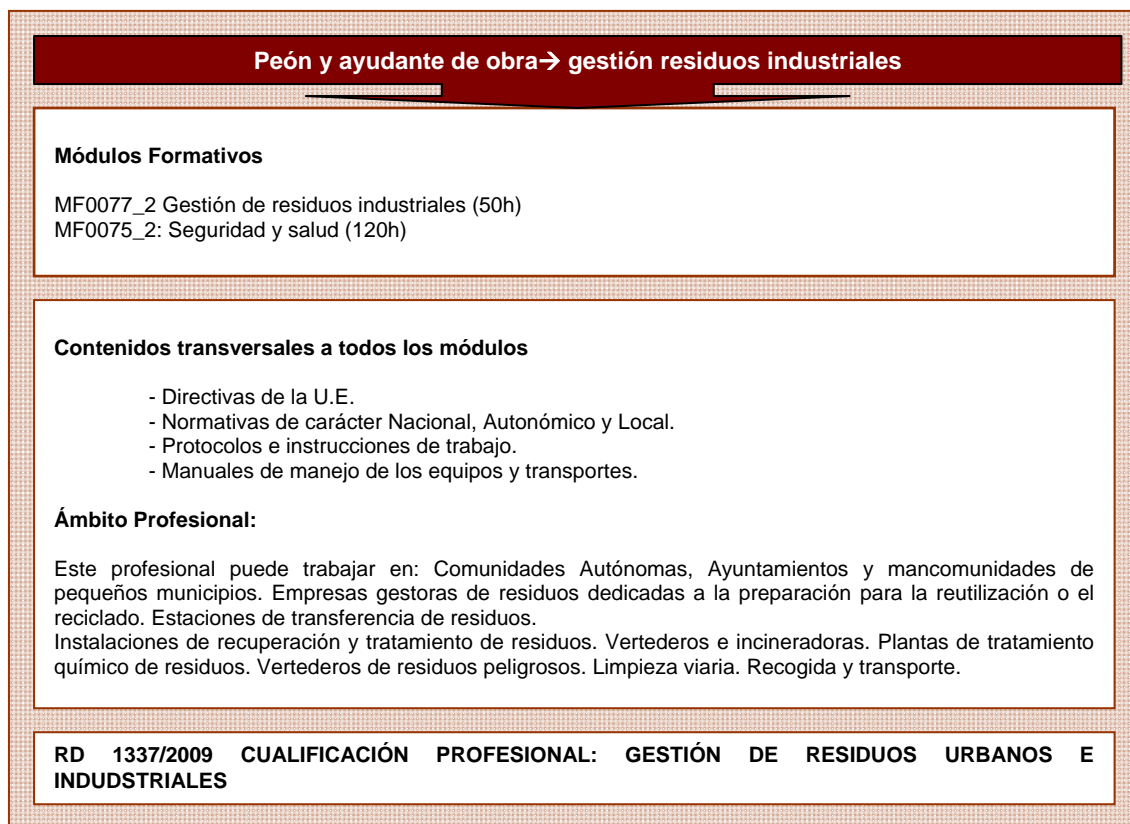 Peón y ayudante de obra→ gestión residuos industriales
Módulos Formativos
MF0077_2 Gestión de residuos industriales (50h)
MF0075_2: Seguridad y salud (120h)
Contenidos transversales a todos los módulos
- Directivas de la U.E.
- Normativas de carácter Nacional, Autonómico y Local.
- Protocolos e instrucciones de trabajo.
- Manuales de manejo de los equipos y transportes.
Ámbito Profesional:
Este profesional puede trabajar en: Comunidades Autónomas, Ayuntamientos y mancomunidades de
pequeños municipios. Empresas gestoras de residuos dedicadas a la preparación para la reutilización o el
reciclado. Estaciones de transferencia de residuos.
Instalaciones de recuperación y tratamiento de residuos. Vertederos e incineradoras. Plantas de tratamiento
químico de residuos. Vertederos de residuos peligrosos. Limpieza viaria. Recogida y transporte.
RD 1337/2009 CUALIFICACIÓN PROFESIONAL: GESTIÓN DE RESIDUOS URBANOS E
INDUDSTRIALES